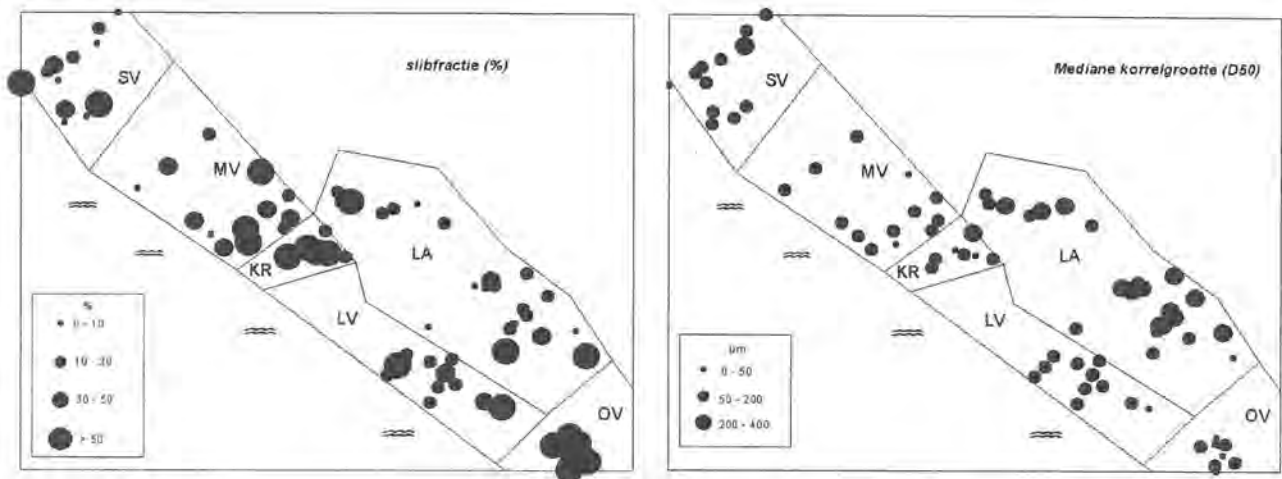 slibfractie (%)
SV
MV
LA
KR
LV
OV
%
0 - 10
10 - 30
30 - 50
> 50
Mediane korrelgrootte (D50)
SV
MV
LA
KR
LV
OV
µm
0 - 50
50 - 200
200 - 400